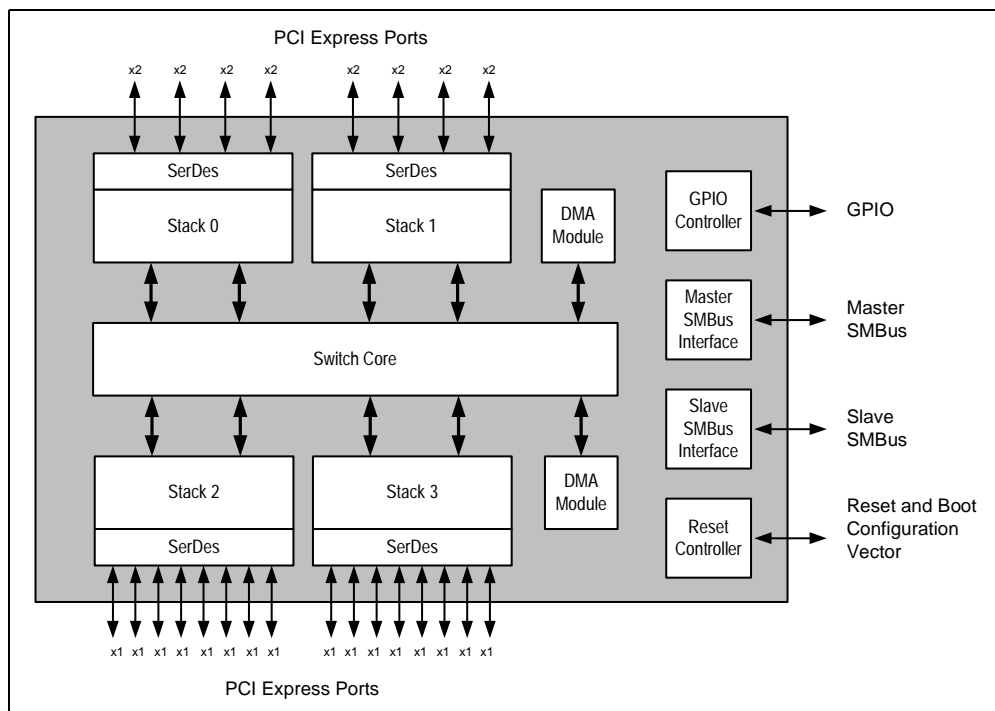 PCI Express Ports
x2 x2 x2 x2 x2 x2 x2 x2
SerDes
Stack 0
SerDes
Stack 1
DMA
Module
GPIO
Controller
GPIO
Master
SMBus
Interface
Master
SMBus
Switch Core
Slave
SMBus
Interface
Slave
SMBus
Stack 2
SerDes
Stack 3
SerDes
DMA
Module
Reset
Controller
Reset and Boot
Configuration
Vector
x1 x1 x1 x1 x1 x1 x1 x1 x1 x1 x1 x1 x1 x1 x1 x1
PCI Express Ports